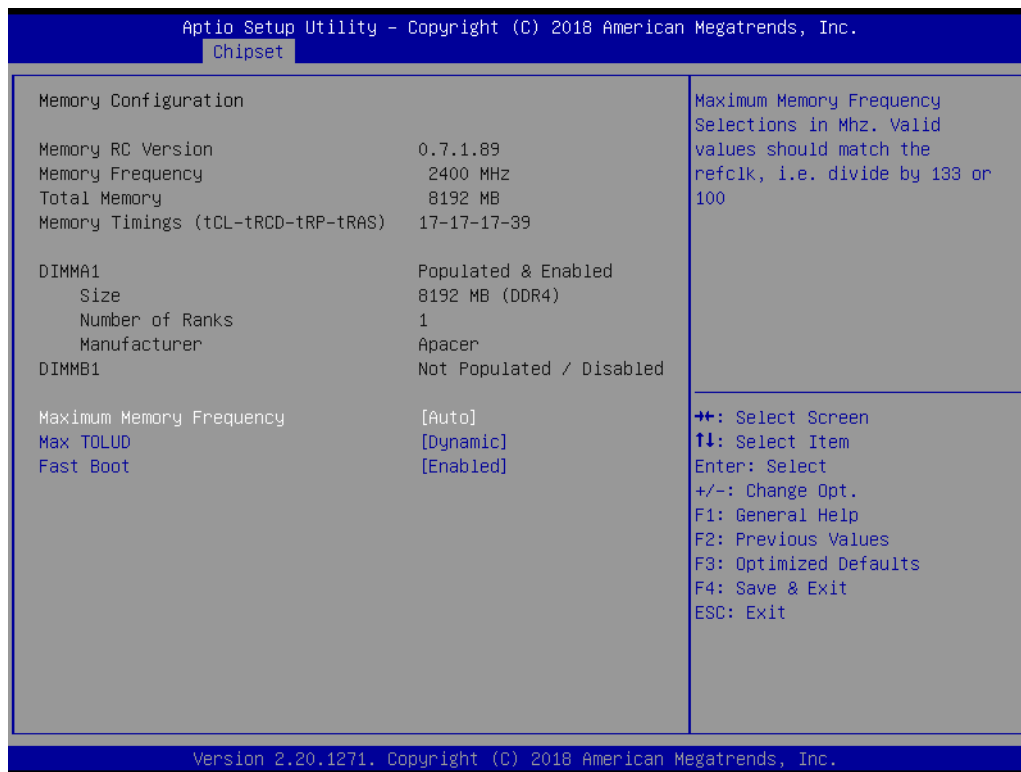 Aptio Setup Utility – Copyright (C) 2018 American Megatrends, Inc.
Chipset
Memory Configuration
Memory RC Version 0.7.1.89
Memory Frequency 2400 MHz
Total Memory 8192 MB
Memory Timings (tCL-tRCD-tRP-tRAS) 17-17-17-39
DIMMA1 Populated & Enabled
Size 8192 MB (DDR4)
Number of Ranks 1
Manufacturer Apacer
DIMMB1 Not Populated / Disabled
Maximum Memory Frequency [Auto]
Max TOLUD [Dynamic]
Fast Boot [Enabled]
Maximum Memory Frequency
Selections in Mhz. Valid
values should match the
refclk, i.e. divide by 133 or
100
→←: Select Screen
↑↓: Select Item
Enter: Select
+/-: Change Opt.
F1: General Help
F2: Previous Values
F3: Optimized Defaults
F4: Save & Exit
ESC: Exit
Version 2.20.1271. Copyright (C) 2018 American Megatrends, Inc.